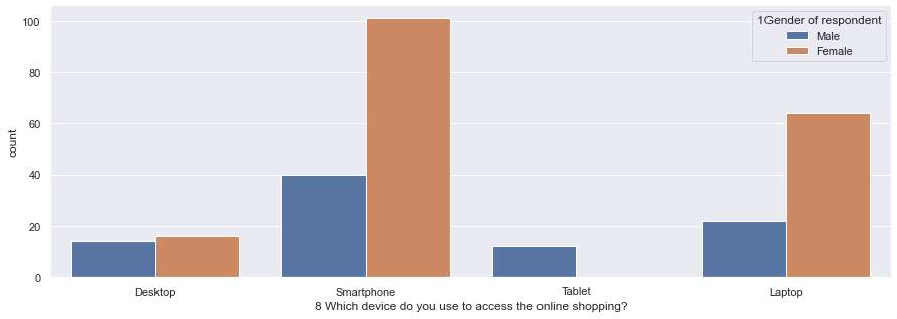 1Gender of respondent
Male
Female
count
100
80
60
40
20
0
Desktop Smartphone Tablet Laptop
8 Which device do you use to access the online shopping?